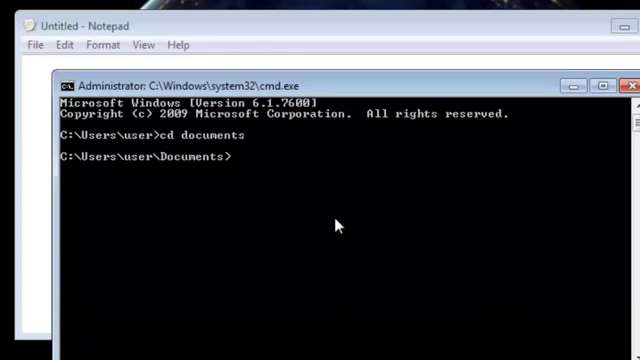 Untitled - Notepad
File Edit Format View Help
Administrator: C:\Windows\system32\cmd.exe
Microsoft Windows [Version 6.1.7600]
Copyright (c) 2009 Microsoft Corporation. All rights reserved.
C:\Users\user>cd documents
C:\Users\user\Documents>